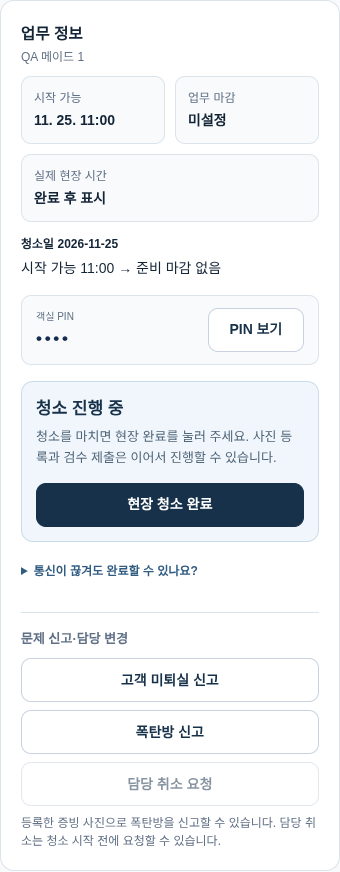 업무 정보
QA 메이드 1
시작 가능
11. 25. 11:00
업무 마감
미설정
실제 현장 시간
완료 후 표시
청소일 2026-11-25
시작 가능 11:00 → 준비 마감 없음
객실 PIN
••••
PIN 보기
청소 진행 중
청소를 마치면 현장 완료를 눌러 주세요. 사진 등
록과 검수 제출은 이어서 진행할 수 있습니다.
현장 청소 완료
▶ 통신이 끊겨도 완료할 수 있나요?
문제 신고·담당 변경
고객 미퇴실 신고
폭탄방 신고
담당 취소 요청
등록한 증빙 사진으로 폭탄방을 신고할 수 있습니다. 담당 취
소는 청소 시작 전에 요청할 수 있습니다.